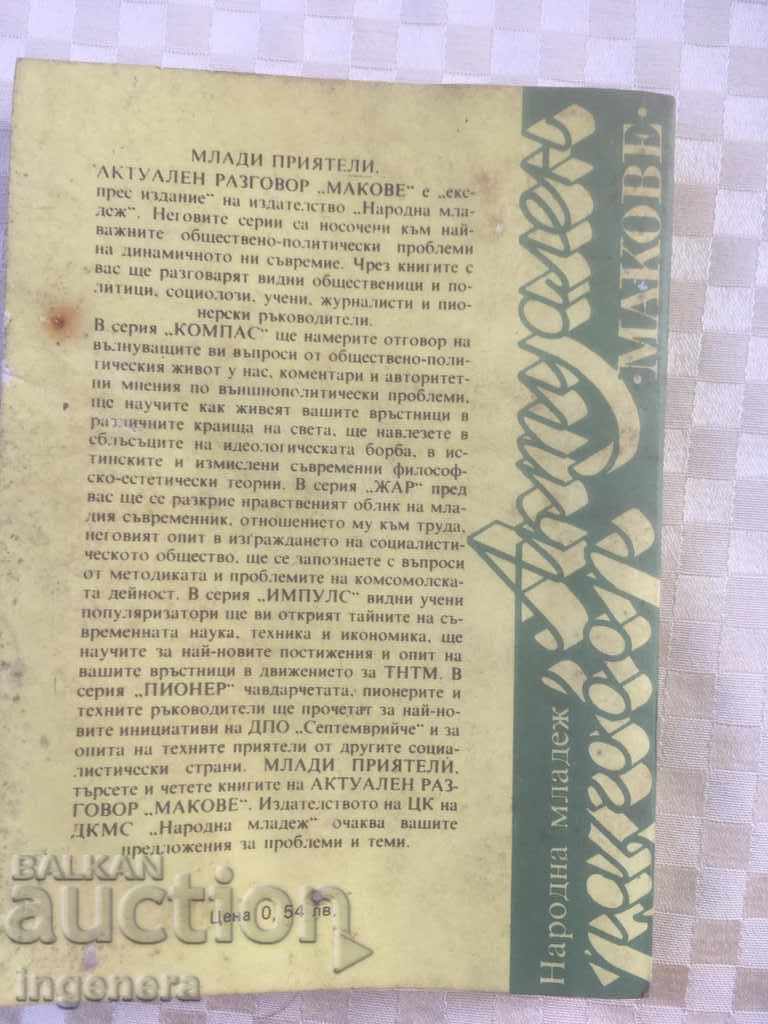 МЛАДИ ПРИЯТЕЛИ,
АКТУАЛЕН РАЗГОВОР „МАКОВЕ“ е „екс-
прес издание“ на издателство „Народна мла-
деж“. Неговите серии са носочени към най-
важните обществено-политически проблеми
на динамичното ни съвремие. Чрез книгите с
вас ще разговарят видни общественици и по-
литици, социолози, учени, журналисти и пио-
нерски ръководители.
В серия „КОМПАС“ ще намерите отговор на
вълнуващите ви въпроси от обществено-поли-
тическия живот у нас, коментари и авторитет-
ни мнения по външнополитически проблеми,
ще научите как живеят вашите връстници в
различните краища на света, ще навлезете в
сблъсъците на идеологическата борба, в ис-
тинските и измислени съвременни философ-
ско-естетически теории. В серия „ЖАР“ пред
вас ще се разкрие нравственият облик на мла-
дия съвременник, отношението му към труда,
неговият опит в изграждането на социалисти-
ческото общество, ще се запознаете с въпроси
от методиката и проблемите на комсомолска-
та дейност. В серия „ИМПУЛС“ видни учени
популяризатори ще ви открият тайните на съ-
временната наука, техника и икономика, ще
научите за най-новите постижения и опит на
вашите връстници в движението за ТНТМ. В
серия „ПИОНЕР“ чавдарчетата, пионерите и
техните ръководители ще прочетат за най-но-
вите инициативи на ДПО „Септемврийче“ и за
опита на техните приятели от другите социа-
листически страни. МЛАДИ ПРИЯТЕЛИ,
търсете и четете книгите на АКТУАЛЕН РАЗ-
ГОВОР „МАКОВЕ“. Издателството на ЦК на
ДКМС „Народна младеж“ очаква вашите
предложения за проблеми и теми.
Цена 0, 54 лв.
Народна младеж
Актуален
разговор
·МАКОВЕ·
BALKAN
auction
ingenera